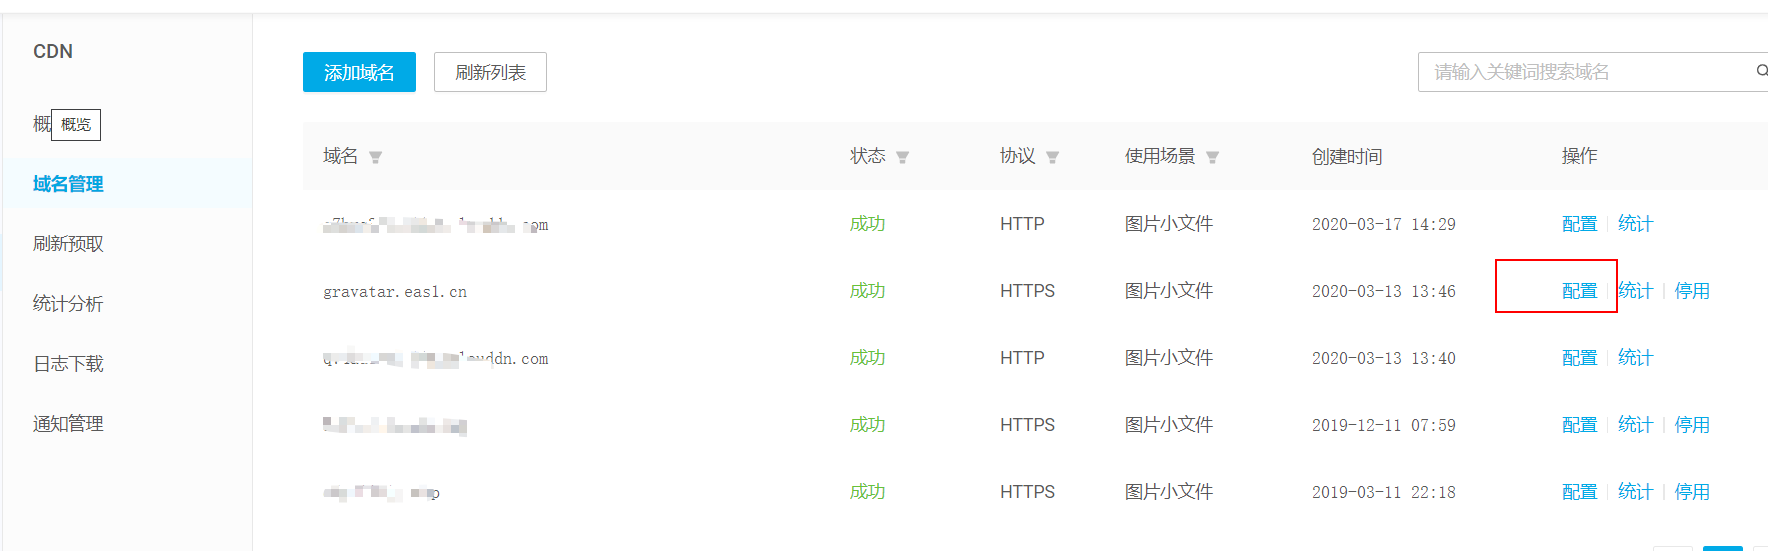 CDN
添加域名 刷新列表 请输入关键词搜索域名
概 概览
域名管理
刷新预取
统计分析
日志下载
通知管理
域名 状态 协议 使用场景 创建时间 操作
成功 HTTP 图片小文件 2020-03-17 14:29 配置 统计
gravatar.easl.cn 成功 HTTPS 图片小文件 2020-03-13 13:46 配置 统计 停用
成功 HTTP 图片小文件 2020-03-13 13:40 配置 统计
成功 HTTPS 图片小文件 2019-12-11 07:59 配置 统计 停用
成功 HTTPS 图片小文件 2019-03-11 22:18 配置 统计 停用